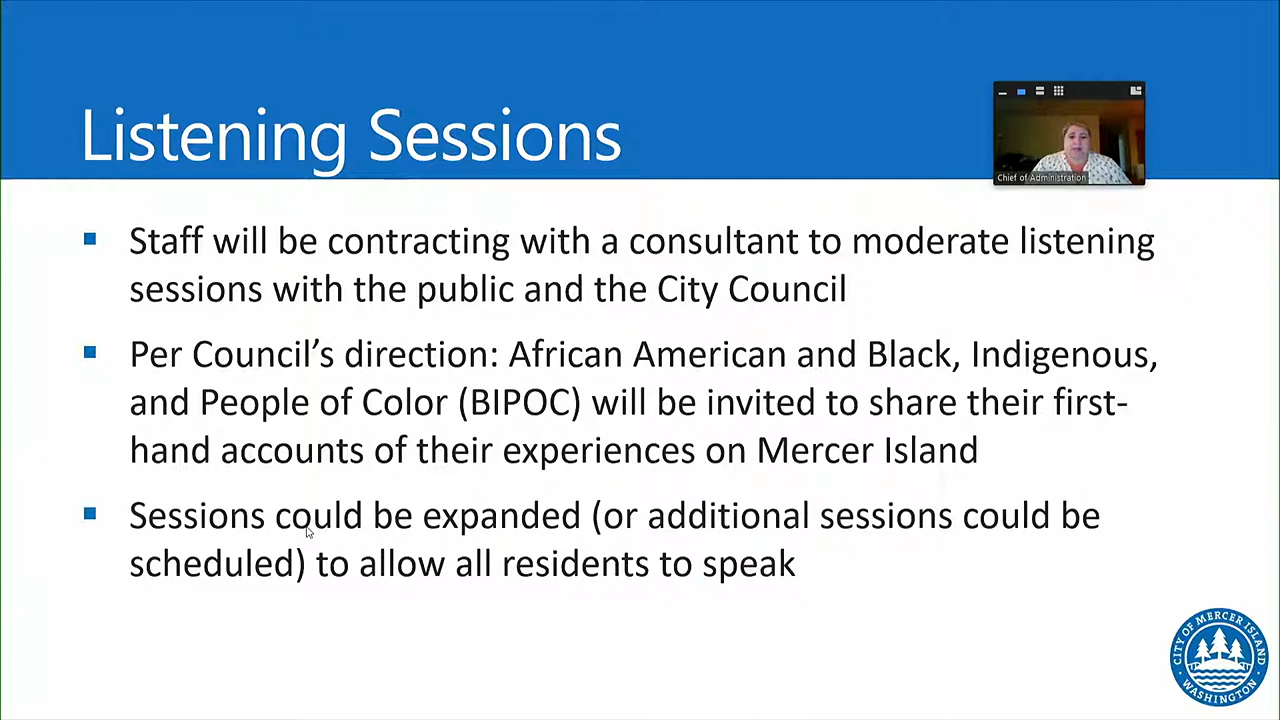 Listening Sessions
Chief of Administration
Staff will be contracting with a consultant to moderate listening
sessions with the public and the City Council
Per Council’s direction: African American and Black, Indigenous,
and People of Color (BIPOC) will be invited to share their first-
hand accounts of their experiences on Mercer Island
Sessions could be expanded (or additional sessions could be
scheduled) to allow all residents to speak
CITY OF MERCER ISLAND
WASHINGTON